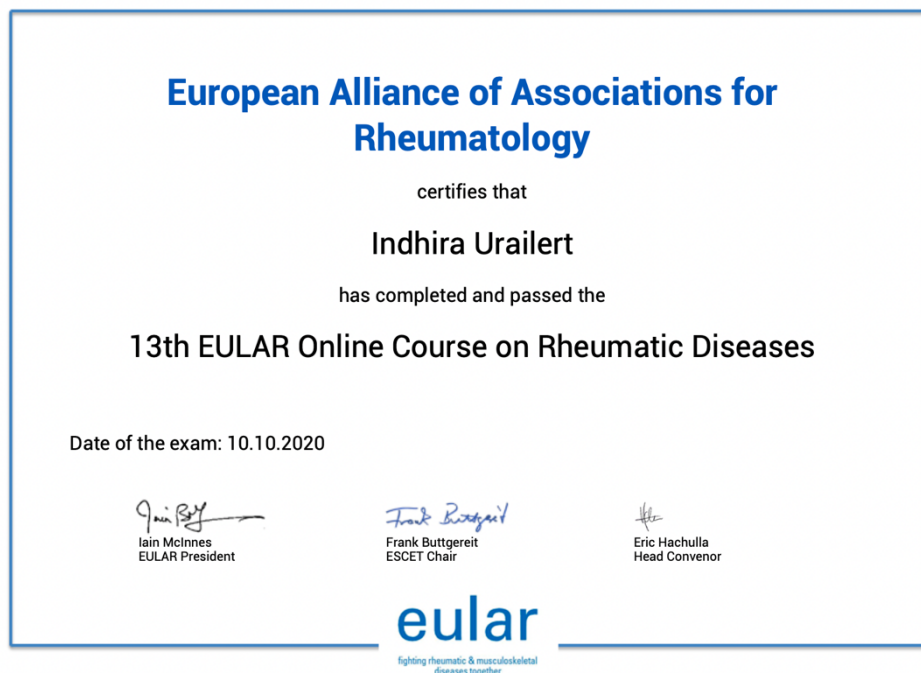 European Alliance of Associations for
Rheumatology
certifies that
Indhira Urailert
has completed and passed the
13th EULAR Online Course on Rheumatic Diseases
Date of the exam: 10.10.2020
Iain McInnes
EULAR President
Frank Buttgereit
Frank Buttgereit
ESCET Chair
Eric Hachulla
Head Convenor
eular
fighting rheumatic & musculoskeletal
diseases together